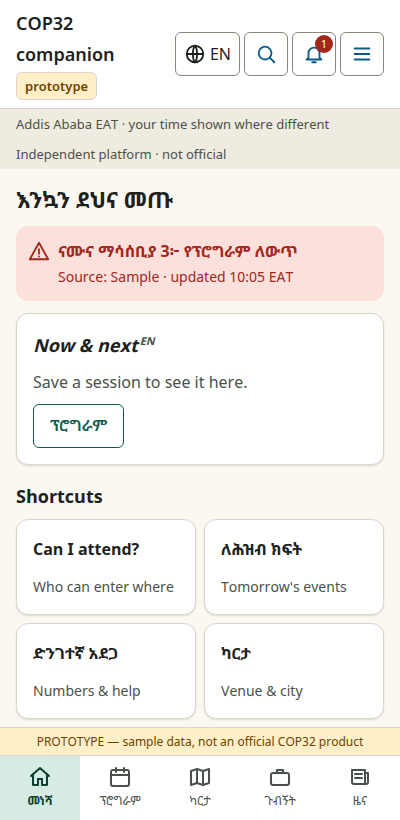 COP32
companion
prototype
EN
1
Addis Ababa EAT · your time shown where different
Independent platform · not official
እንኳን ደህና መጡ
ናሙና ማሳሰቢያ 3፦ የፕሮግራም ለውጥ
Source: Sample · updated 10:05 EAT
Now & next EN
Save a session to see it here.
ፕሮግራም
Shortcuts
Can I attend?
Who can enter where
ለሕዝብ ክፍት
Tomorrow's events
ድንገተኛ አደጋ
Numbers & help
ካርታ
Venue & city
PROTOTYPE — sample data, not an official COP32 product
መነሻ
ፕሮግራም
ካርታ
ጉብኝት
ዜና